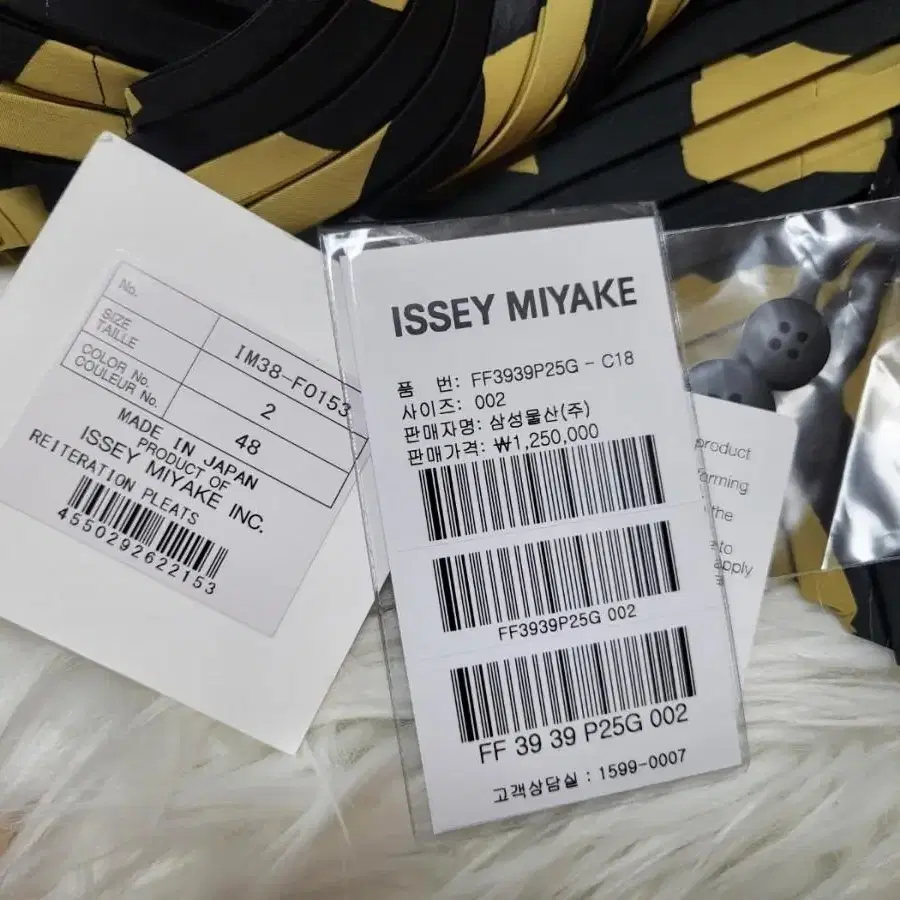 No.
IM38-FO153
SIZE
TAILLE
2
COLOR No.
COULEUR No.
48
MADE IN JAPAN
PRODUCT OF
ISSEY MIYAKE INC.
REITERATION PLEATS
4550292622153
ISSEY MIYAKE
품 번: FF3939P25G - C18
사이즈: 002
판매자명: 삼성물산(주)
판매가격: ₩1,250,000
FF3939P25G 002
FF 39 39 P25G 002
고객상담실 : 1599-0007
product
the
to
apply